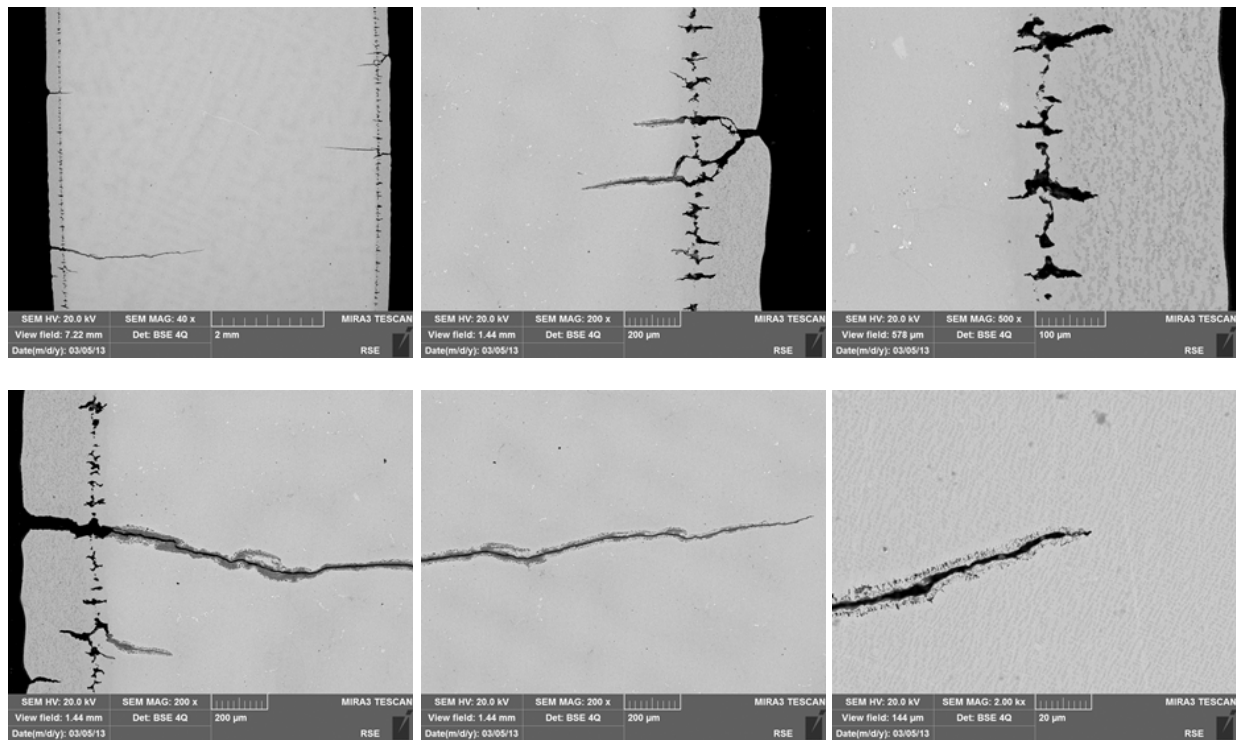 SEM HV: 20.0 kV SEM MAG: 40 x MIRA3 TESCAN
View field: 7.22 mm Det: BSE 4Q 2 mm
Date(m/d/y): 03/05/13 RSE
SEM HV: 20.0 kV SEM MAG: 200 x MIRA3 TESCAN
View field: 1.44 mm Det: BSE 4Q 200 µm
Date(m/d/y): 03/05/13 RSE
SEM HV: 20.0 kV SEM MAG: 500 x MIRA3 TESCAN
View field: 578 µm Det: BSE 4Q 100 µm
Date(m/d/y): 03/05/13 RSE
SEM HV: 20.0 kV SEM MAG: 200 x MIRA3 TESCAN
View field: 1.44 mm Det: BSE 4Q 200 µm
Date(m/d/y): 03/05/13 RSE
SEM HV: 20.0 kV SEM MAG: 200 x MIRA3 TESCAN
View field: 1.44 mm Det: BSE 4Q 200 µm
Date(m/d/y): 03/05/13 RSE
SEM HV: 20.0 kV SEM MAG: 2.00 kx MIRA3 TESCAN
View field: 144 µm Det: BSE 4Q 20 µm
Date(m/d/y): 03/05/13 RSE